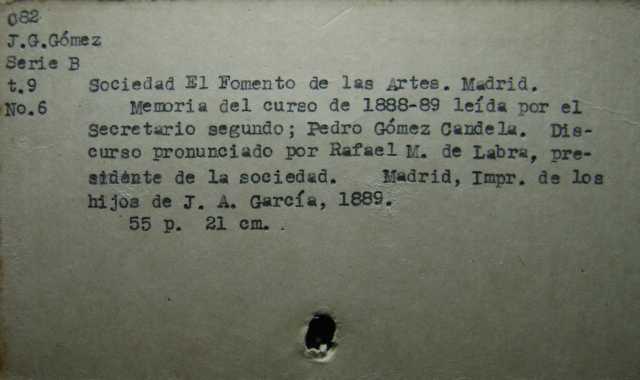 082
J.G.Gómez
Serie B
t.9 Sociedad El Fomento de las Artes. Madrid.
No.6 Memoria del curso de 1888-89 leída por el
Secretario segundo; Pedro Gómez Candela. Dis-
curso pronunciado por Rafael M. de Labra, pre-
sidente de la sociedad. Madrid, Impr. de los
hijos de J. A. García, 1889.
55 p. 21 cm. .